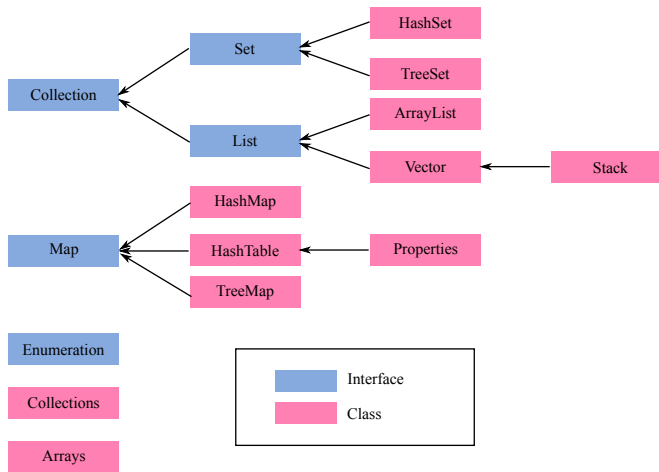 HashSet
Set
TreeSet
Collection
ArrayList
List
Vector
Stack
HashMap
Map
HashTable
Properties
TreeMap
Enumeration
Interface
Collections
Class
Arrays